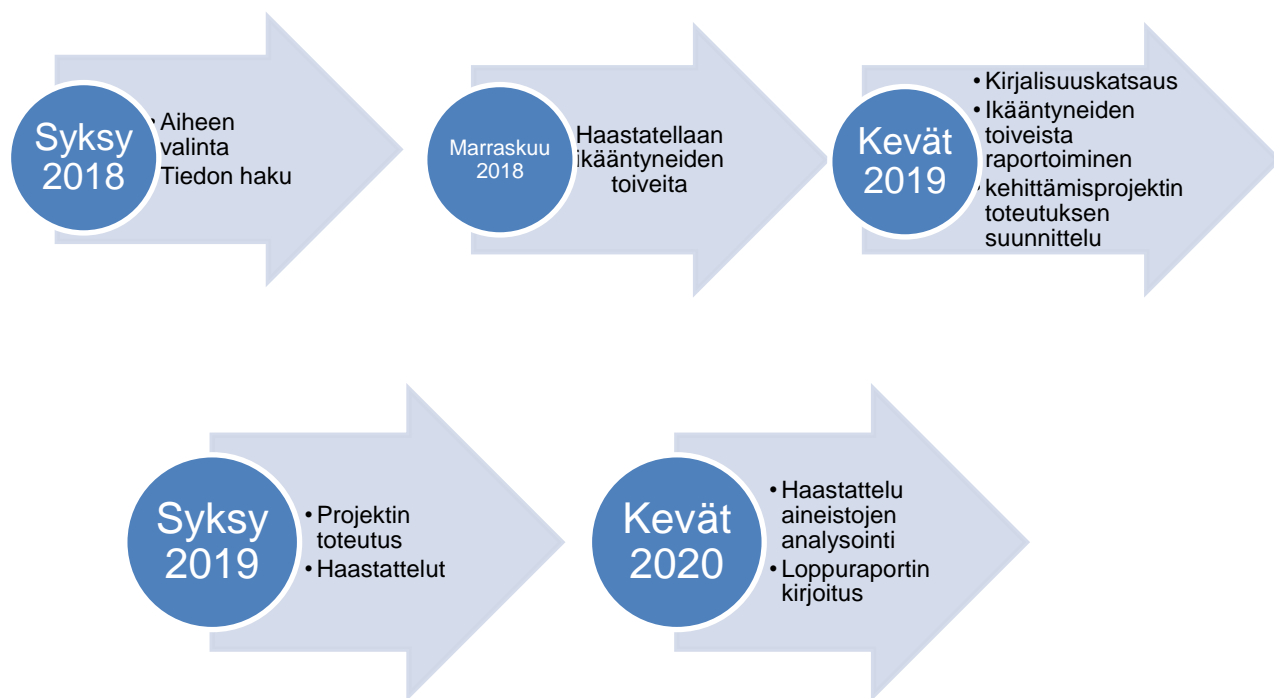 Syksy
2018
• Aiheen
valinta
• Tiedon haku
Marraskuu
2018
Haastatellaan
ikääntyneiden
toiveita
Kevät
2019
• Kirjalisuuskatsaus
• Ikääntyneiden
toiveista
raportoiminen
• kehittämisprojektin
toteutuksen
suunnittelu
Syksy
2019
• Projektin
toteutus
• Haastattelut
Kevät
2020
• Haastattelu
aineistojen
analysointi
• Loppuraportin
kirjoitus